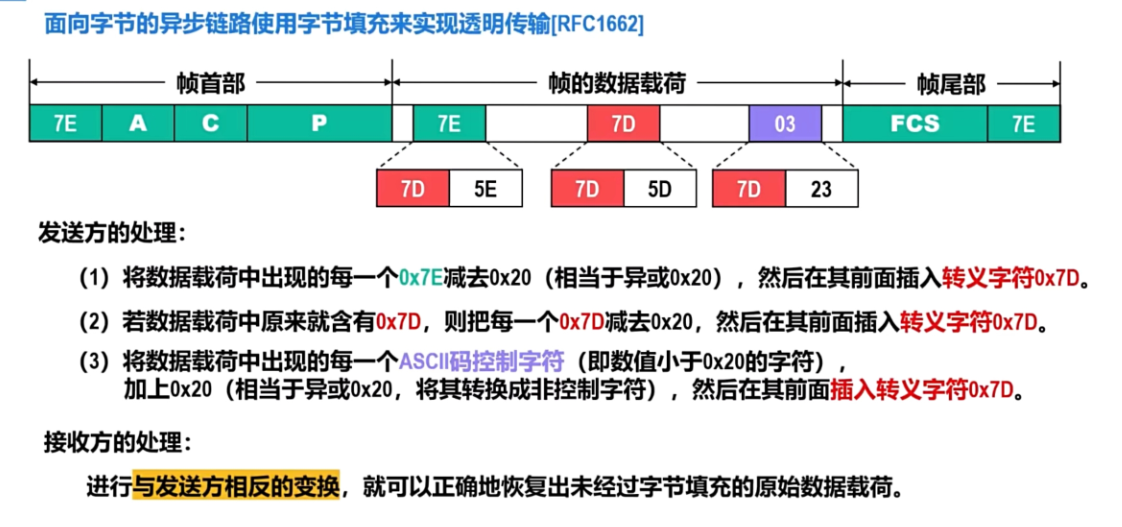 面向字节的异步链路使用字节填充来实现透明传输[RFC1662]
帧首部 帧的数据载荷 帧尾部
7E A C P 7E 7D 03 FCS 7E
7D 5E 7D 5D 7D 23
发送方的处理：
（1）将数据载荷中出现的每一个0x7E减去0x20（相当于异或0x20），然后在其前面插入转义字符0x7D。
（2）若数据载荷中原来就含有0x7D，则把每一个0x7D减去0x20，然后在其前面插入转义字符0x7D。
（3）将数据载荷中出现的每一个ASCII码控制字符（即数值小于0x20的字符），
加上0x20（相当于异或0x20，将其转换成非控制字符），然后在其前面插入转义字符0x7D。
接收方的处理：
进行与发送方相反的变换，就可以正确地恢复出未经过字节填充的原始数据载荷。